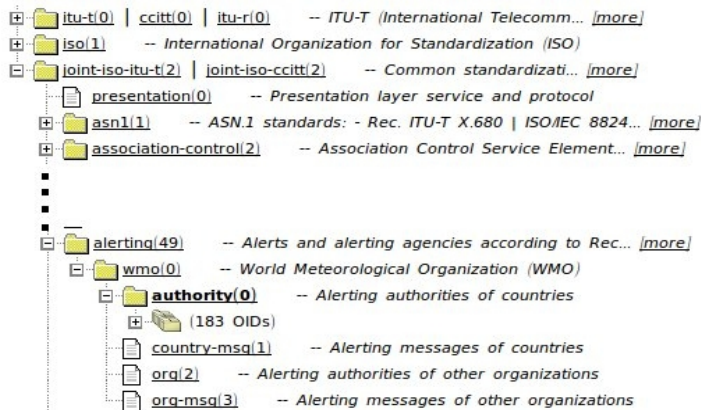 itu-t(0) | ccitt(0) | itu-r(0) -- ITU-T (International Telecomm... [more]
iso(1) -- International Organization for Standardization (ISO)
joint-iso-itu-t(2) | joint-iso-ccitt(2) -- Common standardizati... [more]
presentation(0) -- Presentation layer service and protocol
asn1(1) -- ASN.1 standards: - Rec. ITU-T X.680 | ISO/IEC 8824... [more]
association-control(2) -- Association Control Service Element... [more]
alerting(49) -- Alerts and alerting agencies according to Rec... [more]
wmo(0) -- World Meteorological Organization (WMO)
authority(0) -- Alerting authorities of countries
(183 OIDs)
country-msg(1) -- Alerting messages of countries
org(2) -- Alerting authorities of other organizations
org-msg(3) -- Alerting messages of other organizations